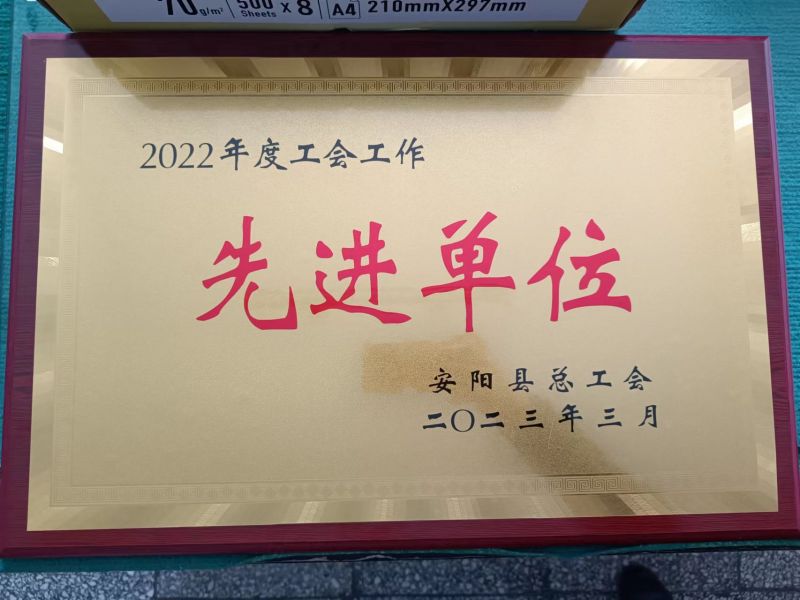 70g/m² 500 Sheets X 8 A4 210mmX297mm
2022年度工会工作
先进单位
安阳县总工会
二〇二三年三月